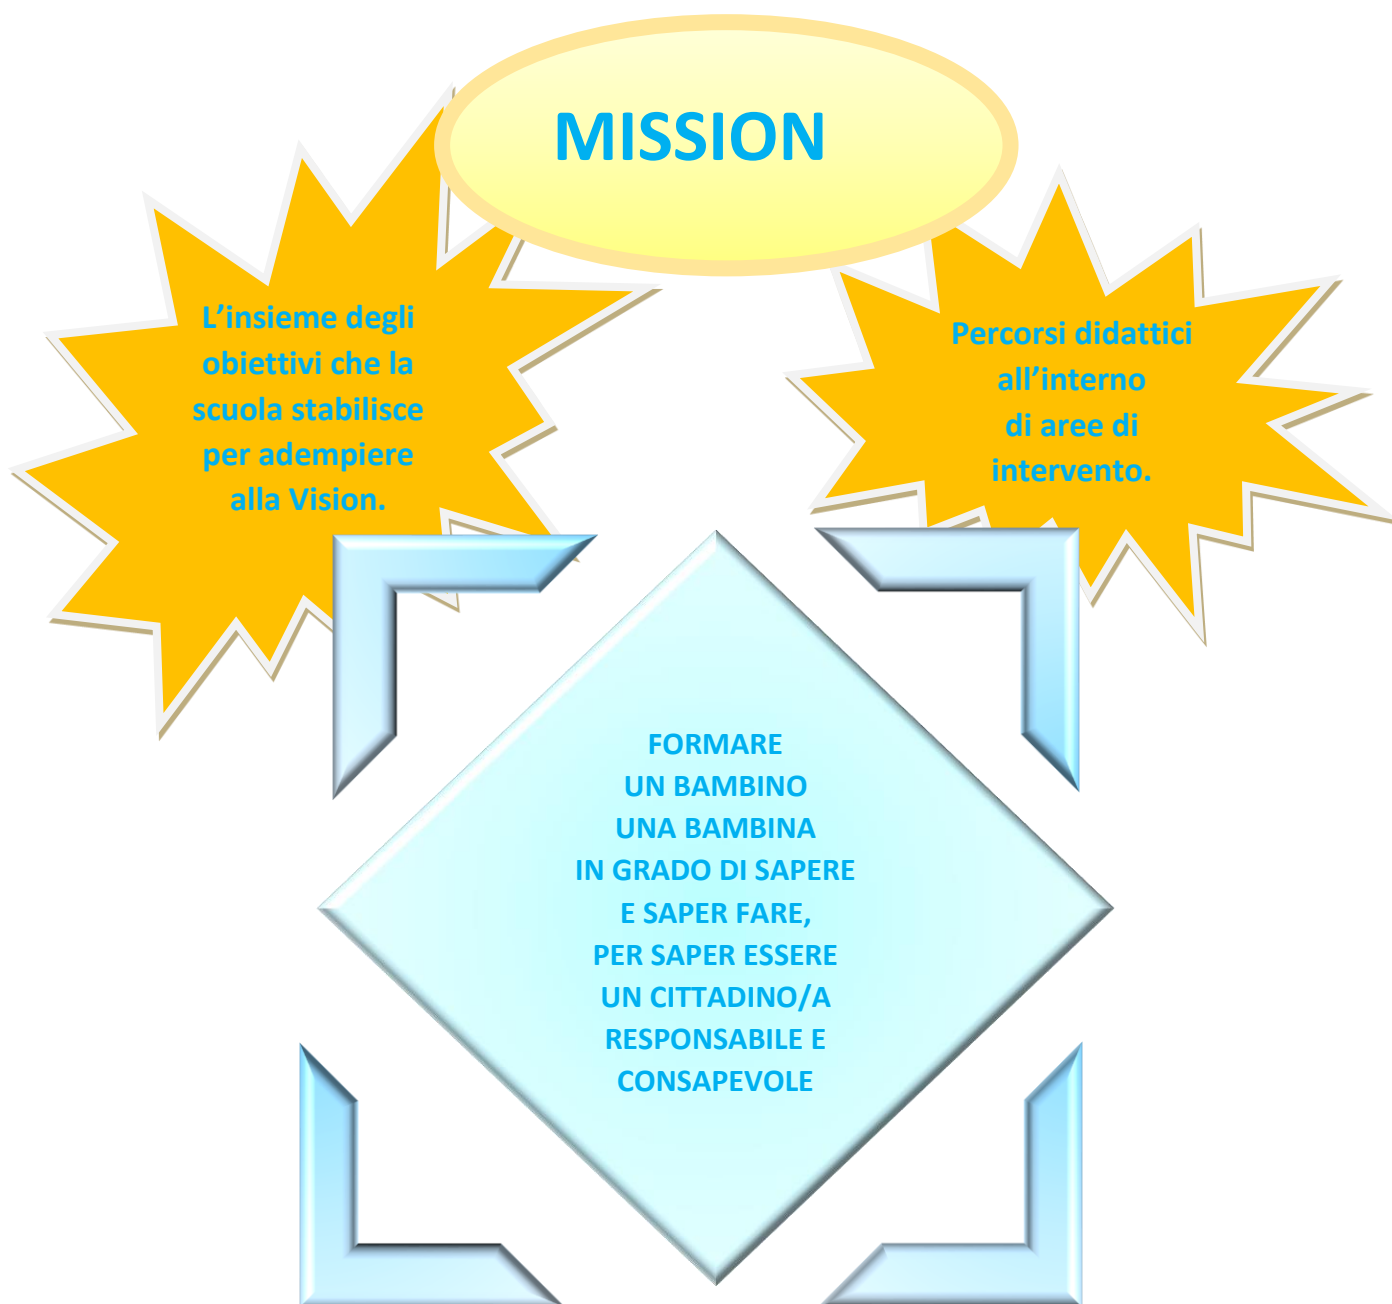 MISSION
L’insieme degli
obiettivi che la
scuola stabilisce
per adempiere
alla Vision.
Percorsi didattici
all’interno
di aree di
intervento.
FORMARE
UN BAMBINO
UNA BAMBINA
IN GRADO DI SAPERE
E SAPER FARE,
PER SAPER ESSERE
UN CITTADINO/A
RESPONSABILE E
CONSAPEVOLE